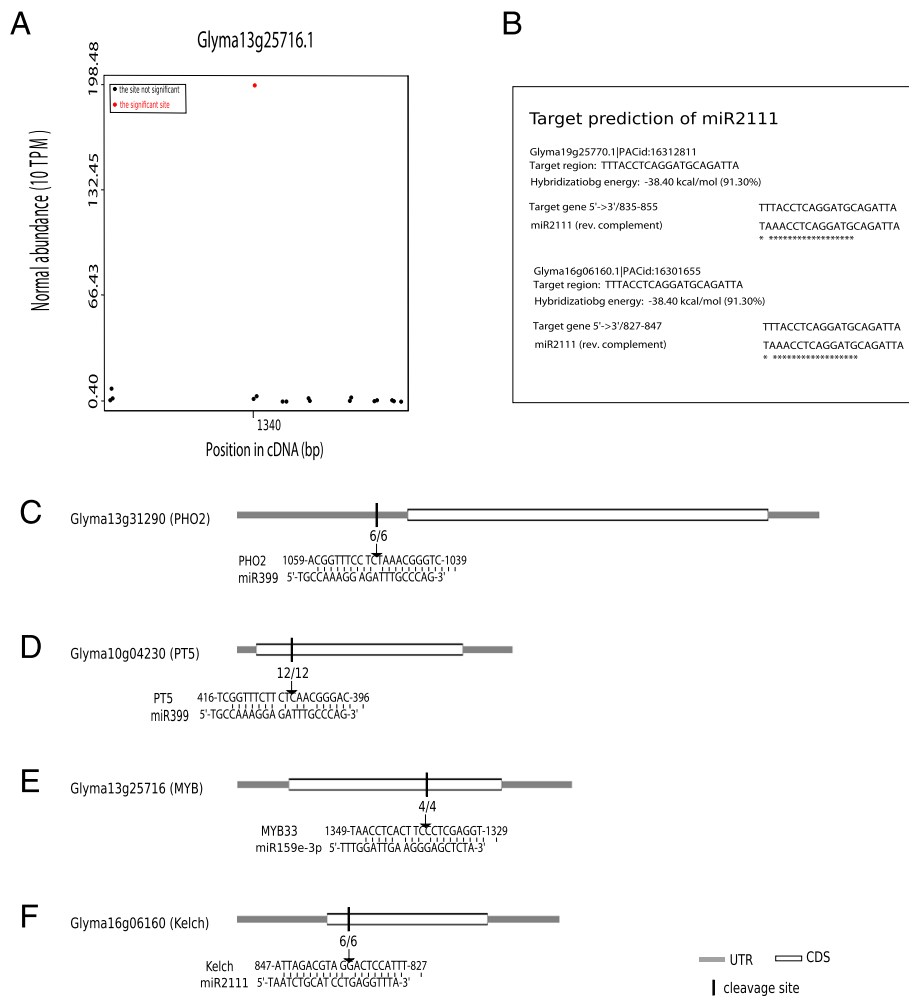 A
Glyma13g25716.1
198.48
132.45
66.43
0.40
Normal abundance (10 TPM )
the site not significant
the significant site
1340
Position in cDNA (bp)
B
Target prediction of miR2111
Glyma19g25770.1|PACid:16312811
Target region: TTTACCTCAGGATGCAGATTA
Hybridizatiobg energy: -38.40 kcal/mol (91.30%)
Target gene 5'->3'/835-855 TTTACCTCAGGATGCAGATTA
miR2111 (rev. complement) TAAACCTCAGGATGCAGATTA
* ******************
Glyma16g06160.1|PACid:16301655
Target region: TTTACCTCAGGATGCAGATTA
Hybridizatiobg energy: -38.40 kcal/mol (91.30%)
Target gene 5'->3'/827-847 TTTACCTCAGGATGCAGATTA
miR2111 (rev. complement) TAAACCTCAGGATGCAGATTA
* ******************
C
Glyma13g31290 (PHO2)
6/6
PHO2 1059-ACGGTTTCC TCTAAACGGGTC-1039
miR399 5'-TGCCAAAGG AGATTTGCCCAG-3'
D
Glyma10g04230 (PT5)
12/12
PT5 416-TCGGTTTCTT CTCAACGGGAC-396
miR399 5'-TGCCAAAGGA GATTTGCCCAG-3'
E
Glyma13g25716 (MYB)
4/4
MYB33 1349-TAACCTCACT TCCCTCGAGGT-1329
miR159e-3p 5'-TTTGGATTGA AGGGAGCTCTA-3'
F
Glyma16g06160 (Kelch)
6/6
Kelch 847-ATTAGACGTA GGACTCCATTT-827
miR2111 5'-TAATCTGCAT CCTGAGGTTTA-3'
UTR CDS
cleavage site